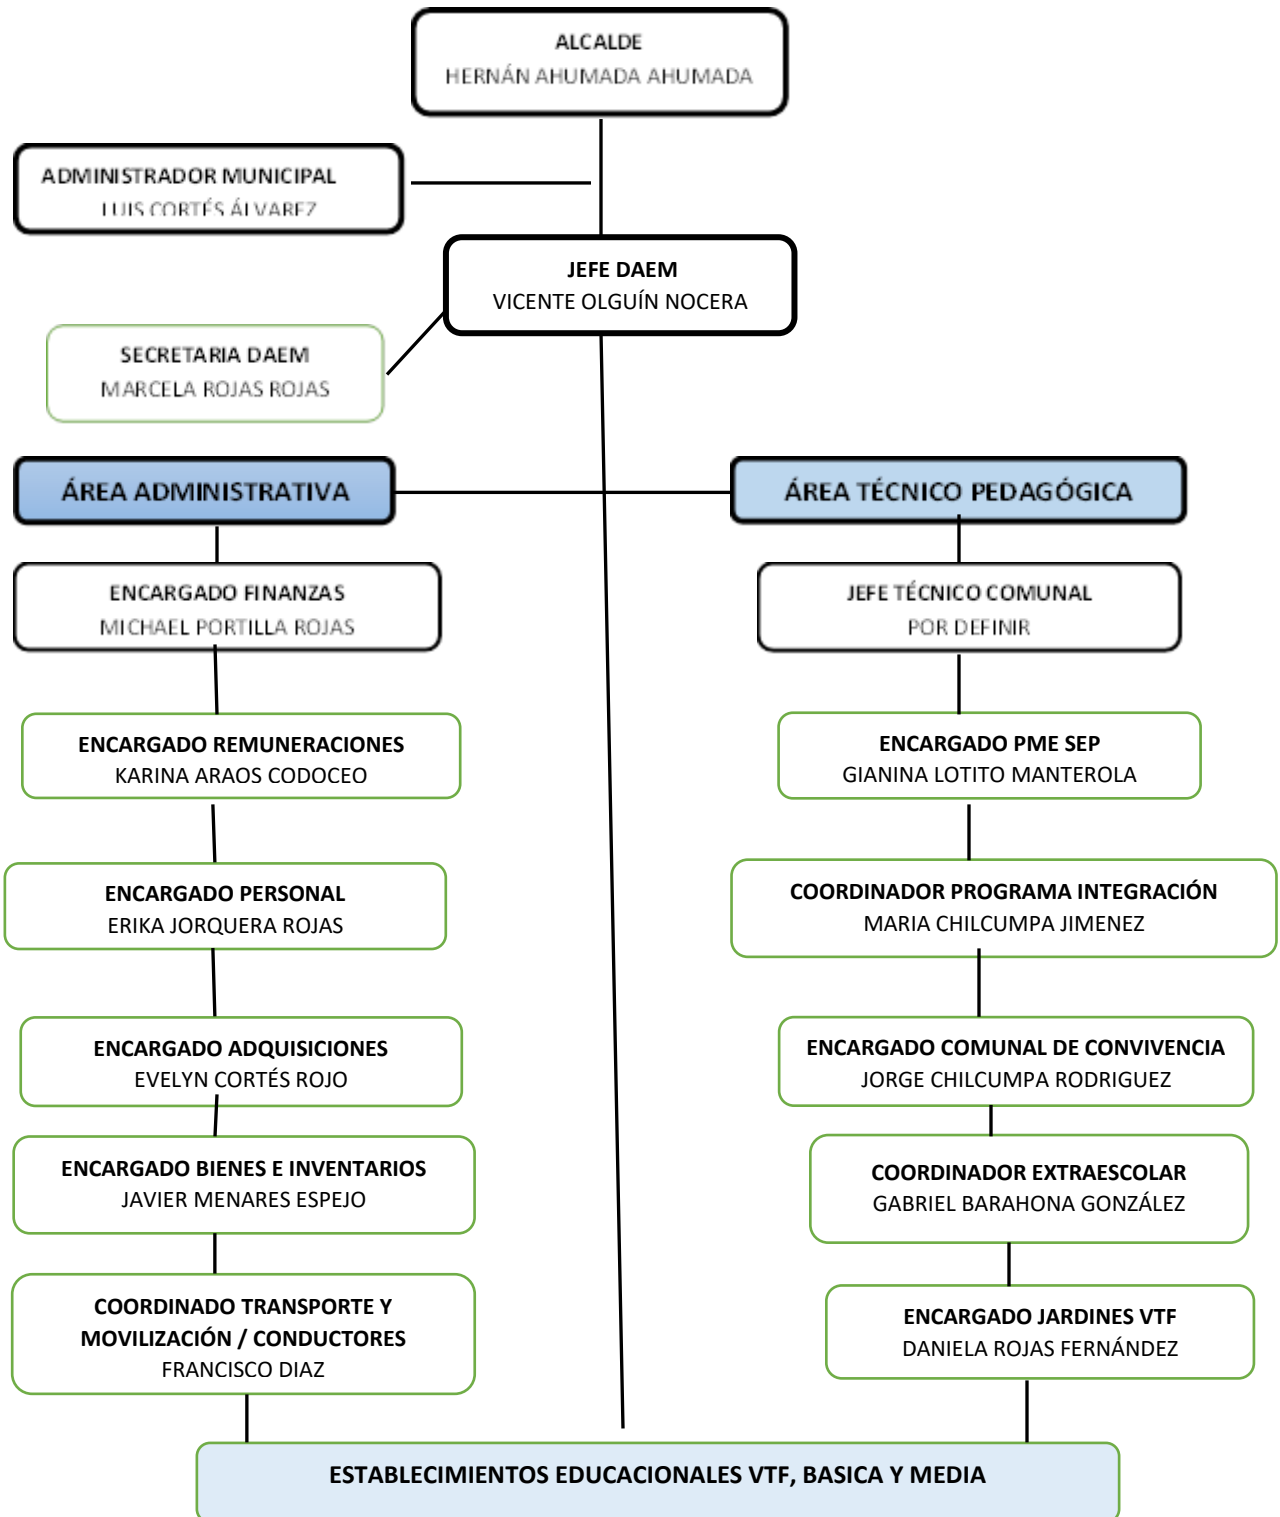 ALCALDE
HERNÁN AHUMADA AHUMADA
ADMINISTRADOR MUNICIPAL
LUIS CORTÉS ÁLVAREZ
JEFE DAEM
VICENTE OLGUÍN NOCERA
SECRETARIA DAEM
MARCELA ROJAS ROJAS
ÁREA ADMINISTRATIVA
ÁREA TÉCNICO PEDAGÓGICA
ENCARGADO FINANZAS
MICHAEL PORTILLA ROJAS
JEFE TÉCNICO COMUNAL
POR DEFINIR
ENCARGADO REMUNERACIONES
KARINA ARAOS CODOCEO
ENCARGADO PME SEP
GIANINA LOTITO MANTEROLA
ENCARGADO PERSONAL
ERIKA JORQUERA ROJAS
COORDINADOR PROGRAMA INTEGRACIÓN
MARIA CHILCUMPA JIMENEZ
ENCARGADO ADQUISICIONES
EVELYN CORTÉS ROJO
ENCARGADO COMUNAL DE CONVIVENCIA
JORGE CHILCUMPA RODRIGUEZ
ENCARGADO BIENES E INVENTARIOS
JAVIER MENARES ESPEJO
COORDINADOR EXTRAESCOLAR
GABRIEL BARAHONA GONZÁLEZ
COORDINADO TRANSPORTE Y
MOVILIZACIÓN / CONDUCTORES
FRANCISCO DIAZ
ENCARGADO JARDINES VTF
DANIELA ROJAS FERNÁNDEZ
ESTABLECIMIENTOS EDUCACIONALES VTF, BASICA Y MEDIA